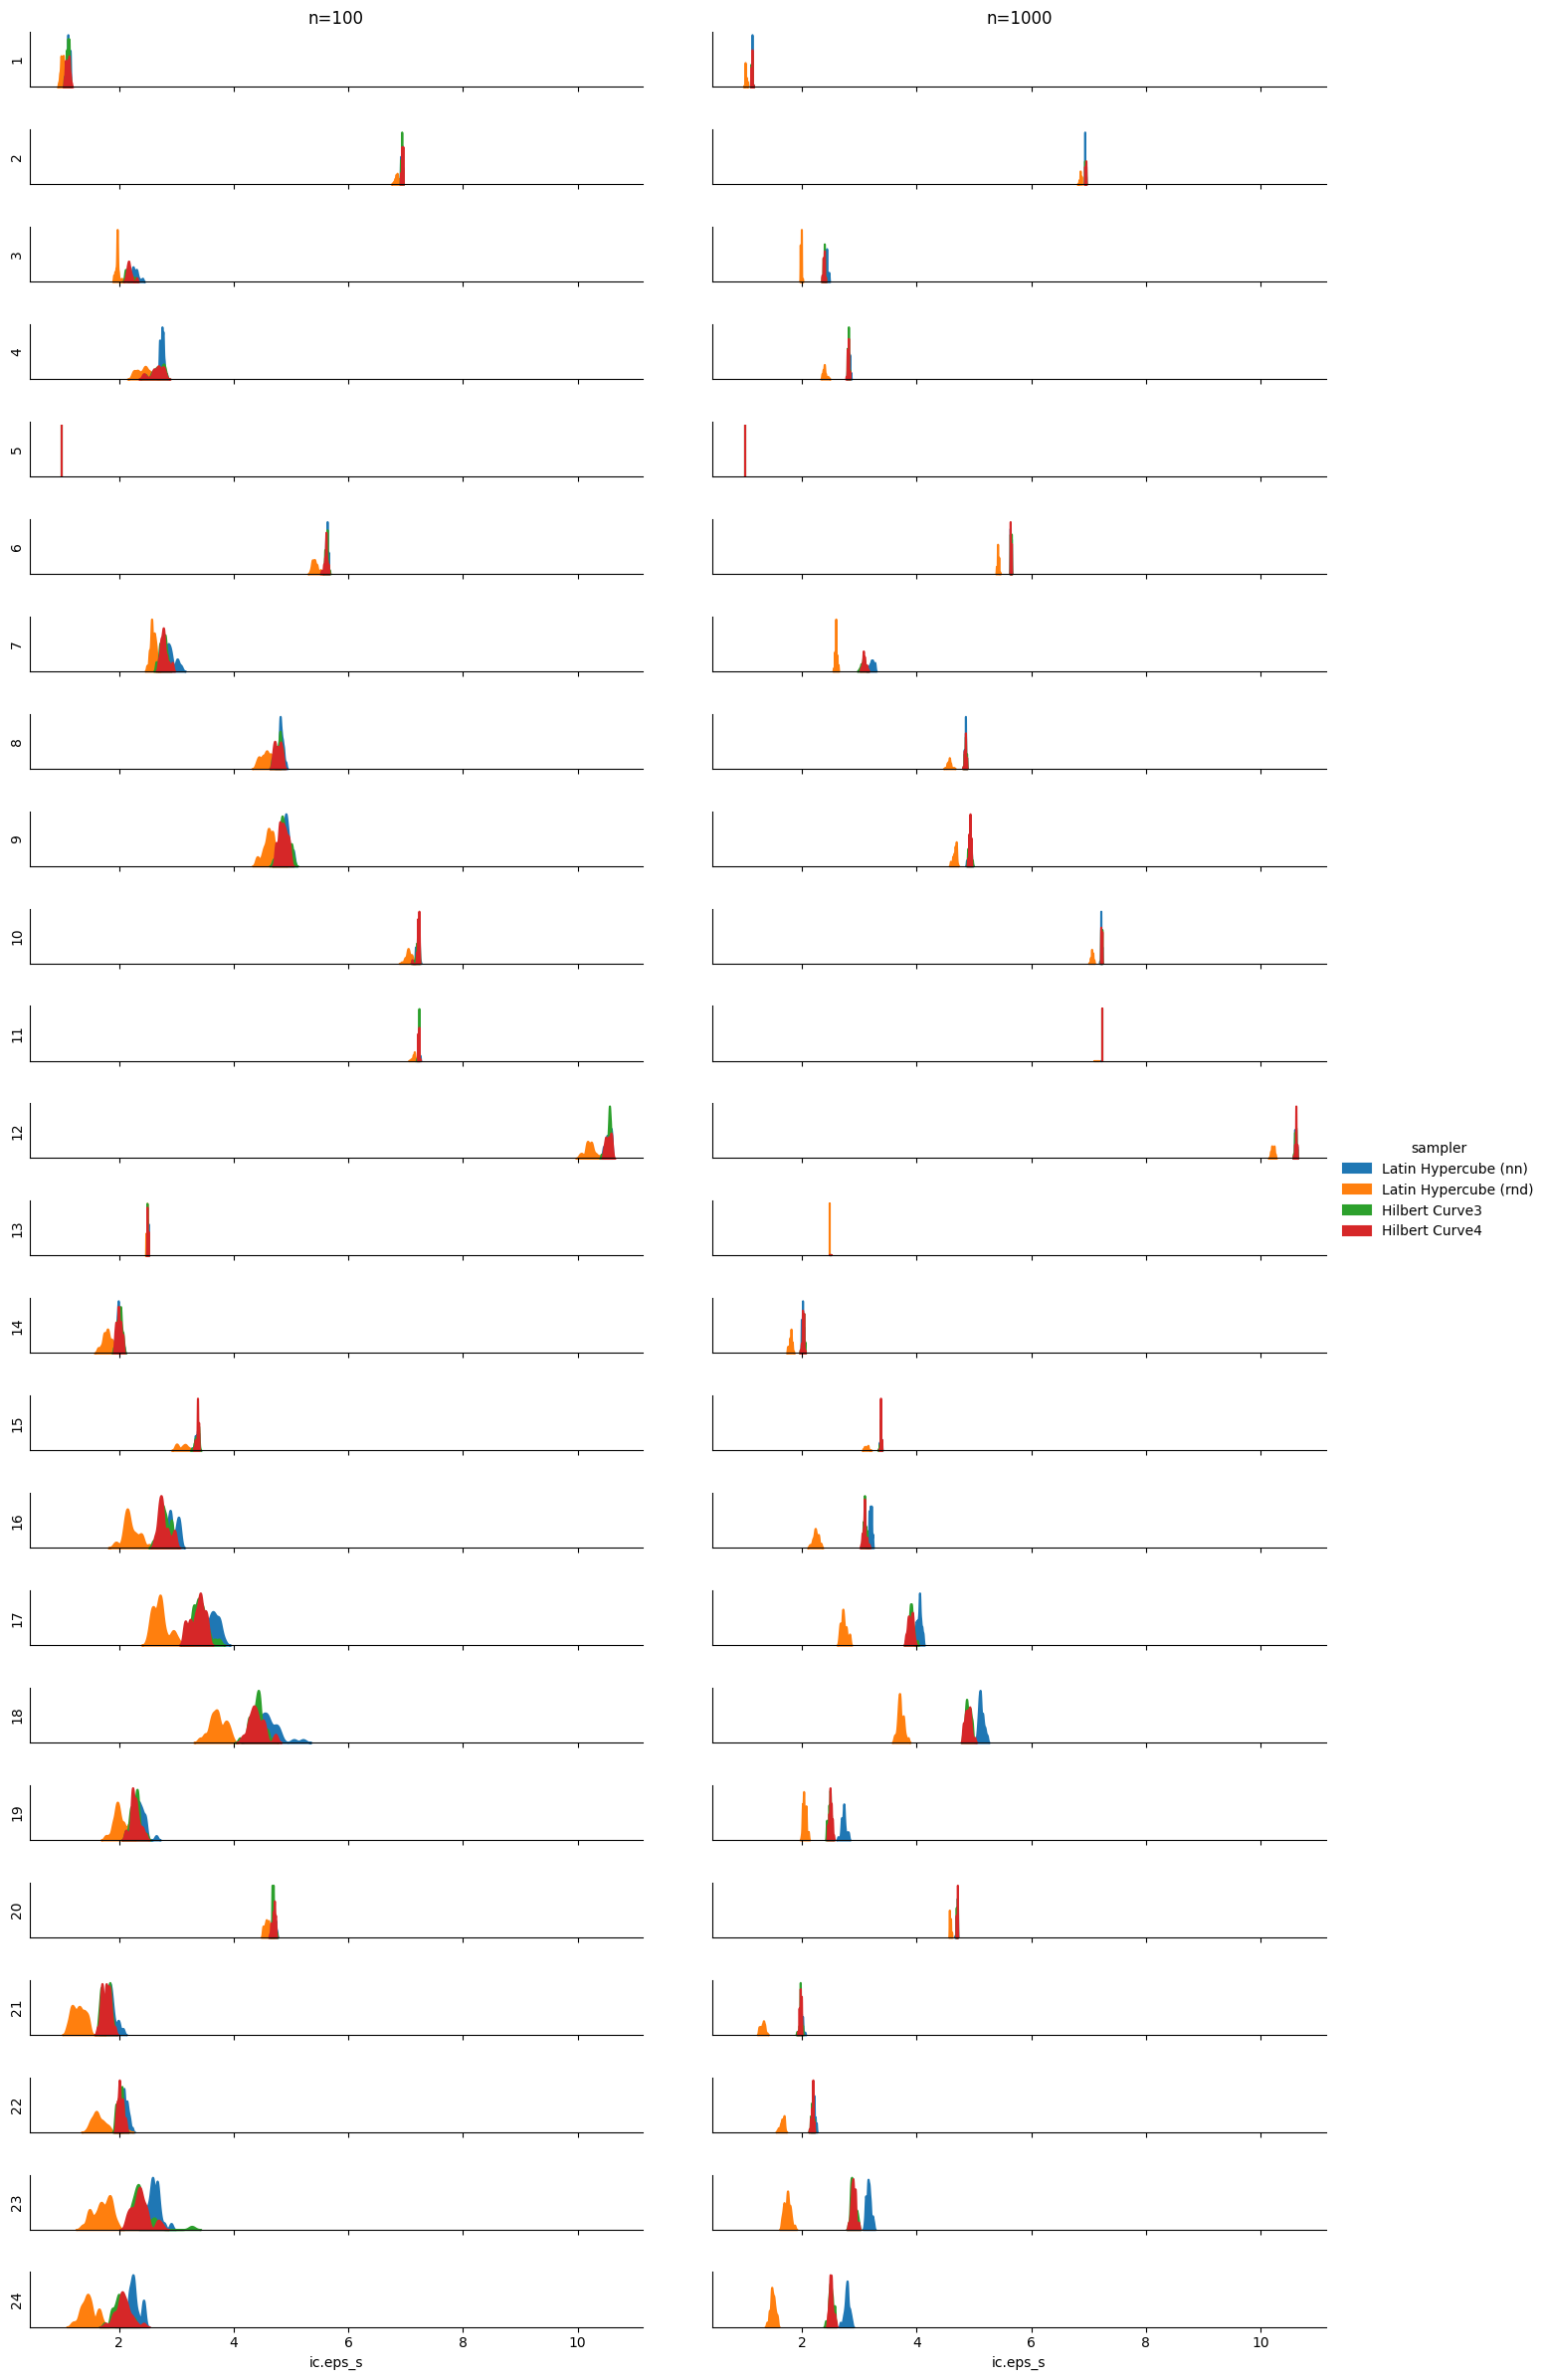 n=100
n=1000
1
2
3
4
5
6
7
8
9
10
11
12
13
14
15
16
17
18
19
20
21
22
23
24
2 4 6 8 10
2 4 6 8 10
ic.eps_s
ic.eps_s
sampler
Latin Hypercube (nn)
Latin Hypercube (rnd)
Hilbert Curve3
Hilbert Curve4